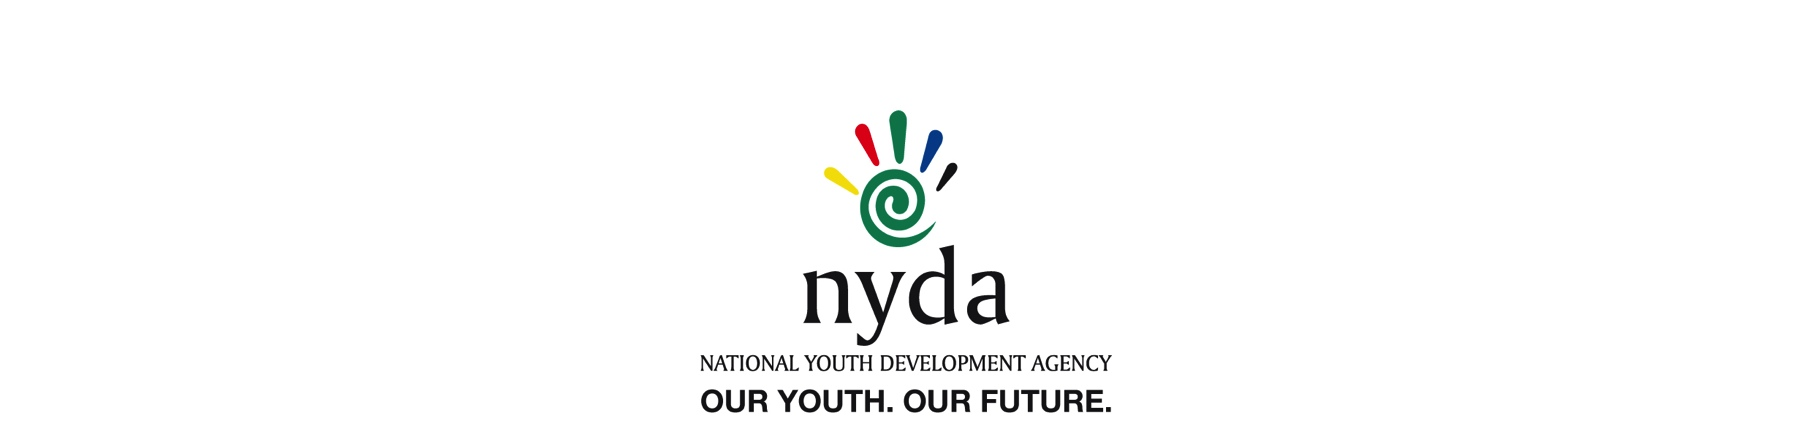 nyda
NATIONAL YOUTH DEVELOPMENT AGENCY
OUR YOUTH. OUR FUTURE.